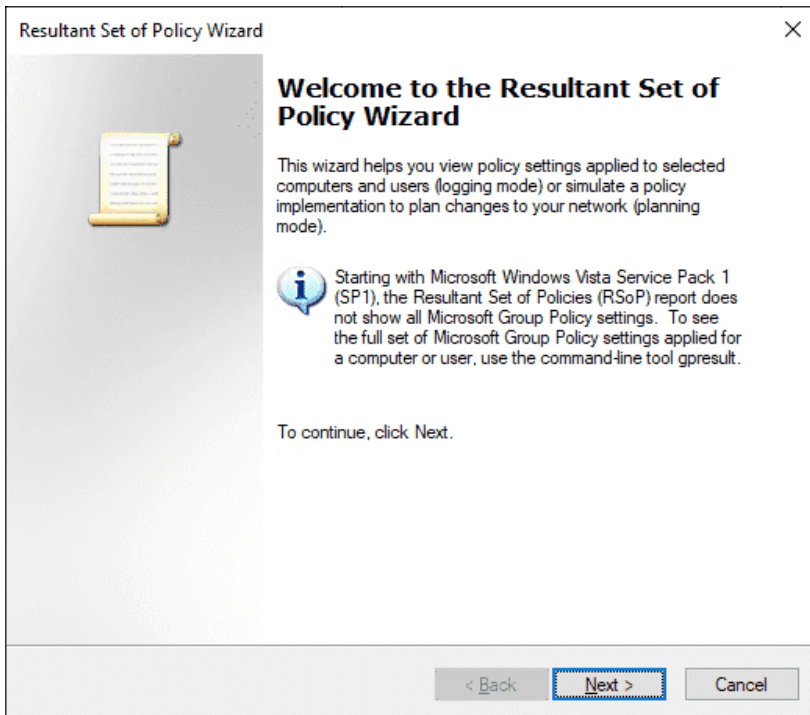 Resultant Set of Policy Wizard
Welcome to the Resultant Set of
Policy Wizard
This wizard helps you view policy settings applied to selected
computers and users (logging mode) or simulate a policy
implementation to plan changes to your network (planning
mode).
Starting with Microsoft Windows Vista Service Pack 1
(SP1), the Resultant Set of Policies (RSoP) report does
not show all Microsoft Group Policy settings.  To see
the full set of Microsoft Group Policy settings applied for
a computer or user, use the command-line tool gpresult.
To continue, click Next.
< Back
Next >
Cancel